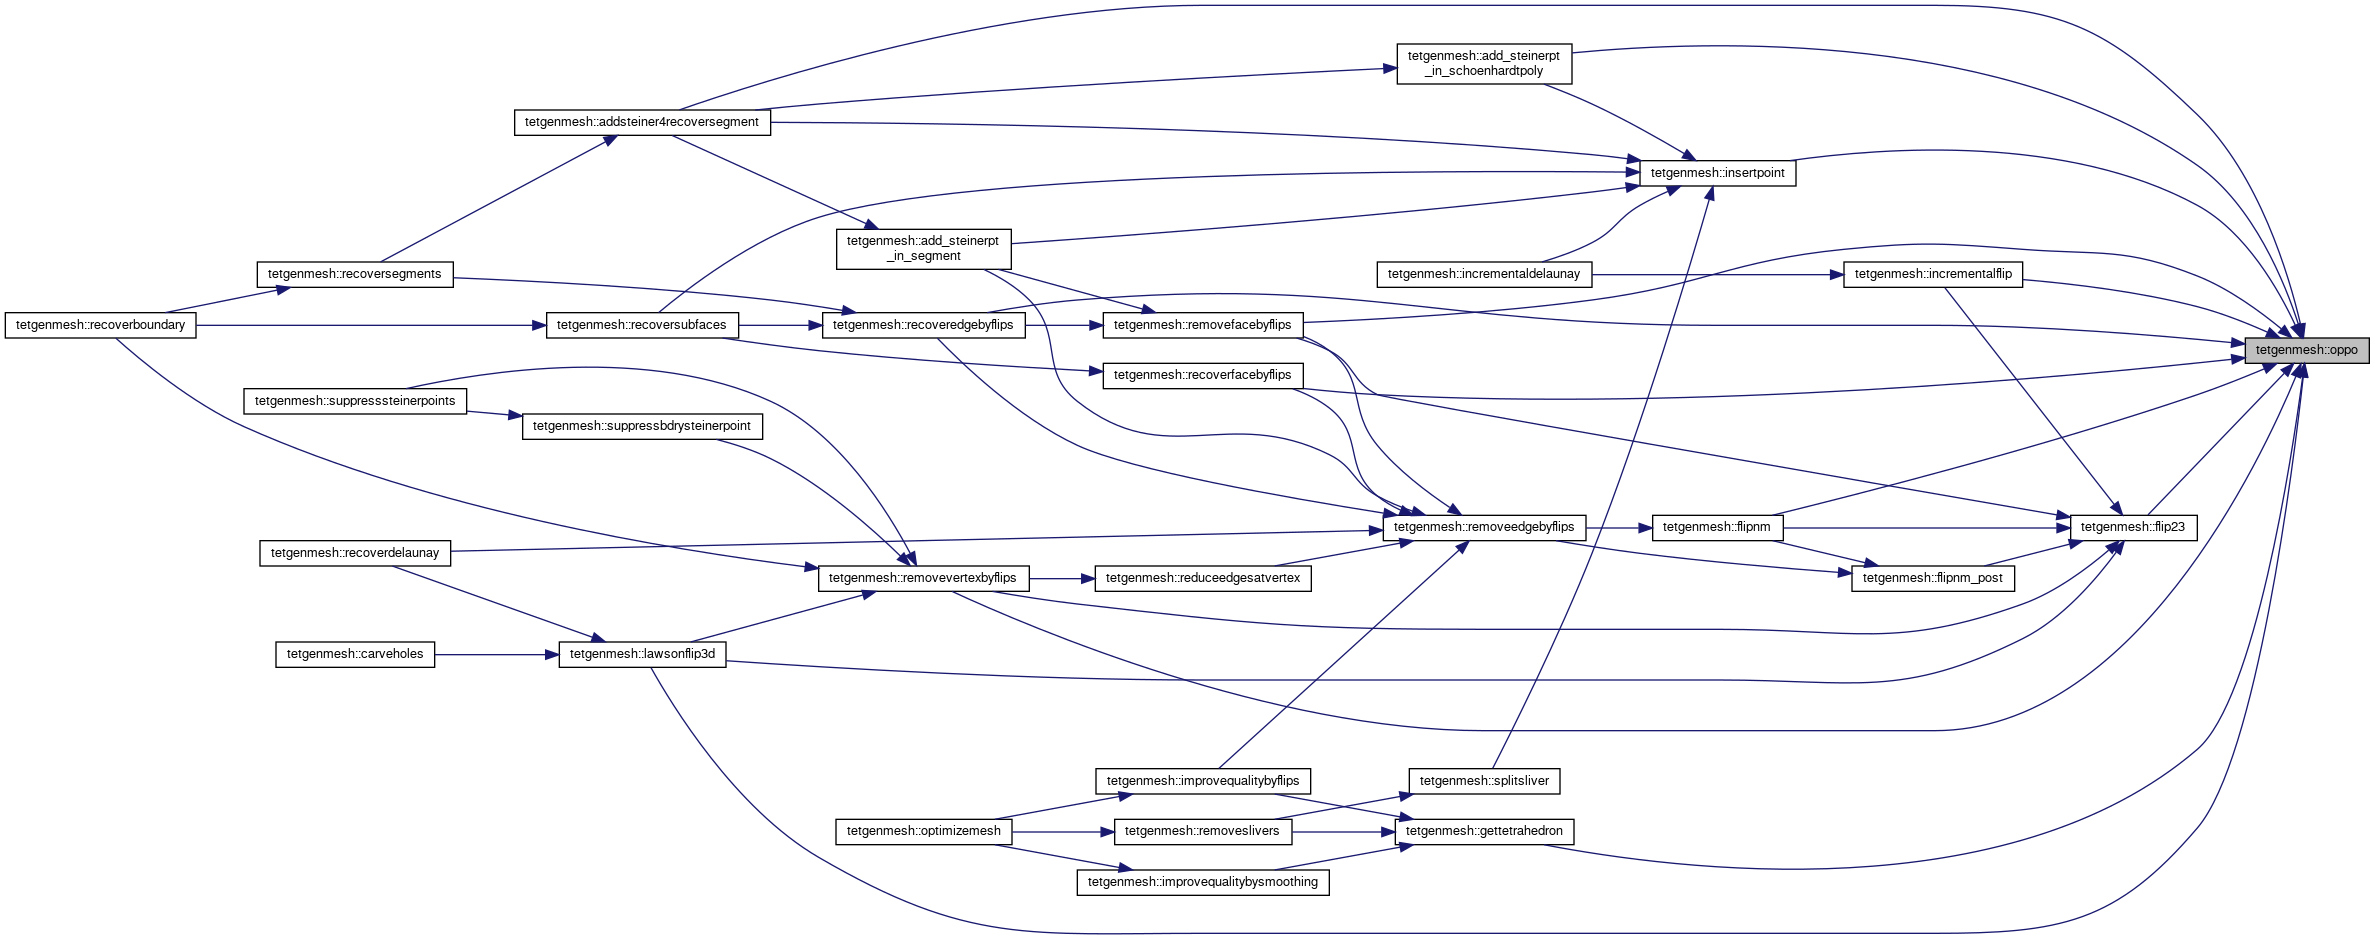 tetgenmesh::add_steinerpt
_in_schoenhardtpoly
tetgenmesh::addsteiner4recoversegment
tetgenmesh::insertpoint
tetgenmesh::add_steinerpt
_in_segment
tetgenmesh::recoversegments
tetgenmesh::incrementaldelaunay
tetgenmesh::incrementalflip
tetgenmesh::recoverboundary
tetgenmesh::recoversubfaces
tetgenmesh::recoveredgebyflips
tetgenmesh::removefacebyflips
tetgenmesh::oppo
tetgenmesh::recoverfacebyflips
tetgenmesh::suppresssteinerpoints
tetgenmesh::suppressbdrysteinerpoint
tetgenmesh::removeedgebyflips
tetgenmesh::flipnm
tetgenmesh::flip23
tetgenmesh::recoverdelaunay
tetgenmesh::removevertexbyflips
tetgenmesh::reduceedgesatvertex
tetgenmesh::flipnm_post
tetgenmesh::carveholes
tetgenmesh::lawsonflip3d
tetgenmesh::improvequalitybyflips
tetgenmesh::splitsliver
tetgenmesh::optimizemesh
tetgenmesh::removeslivers
tetgenmesh::gettetrahedron
tetgenmesh::improvequalitybysmoothing